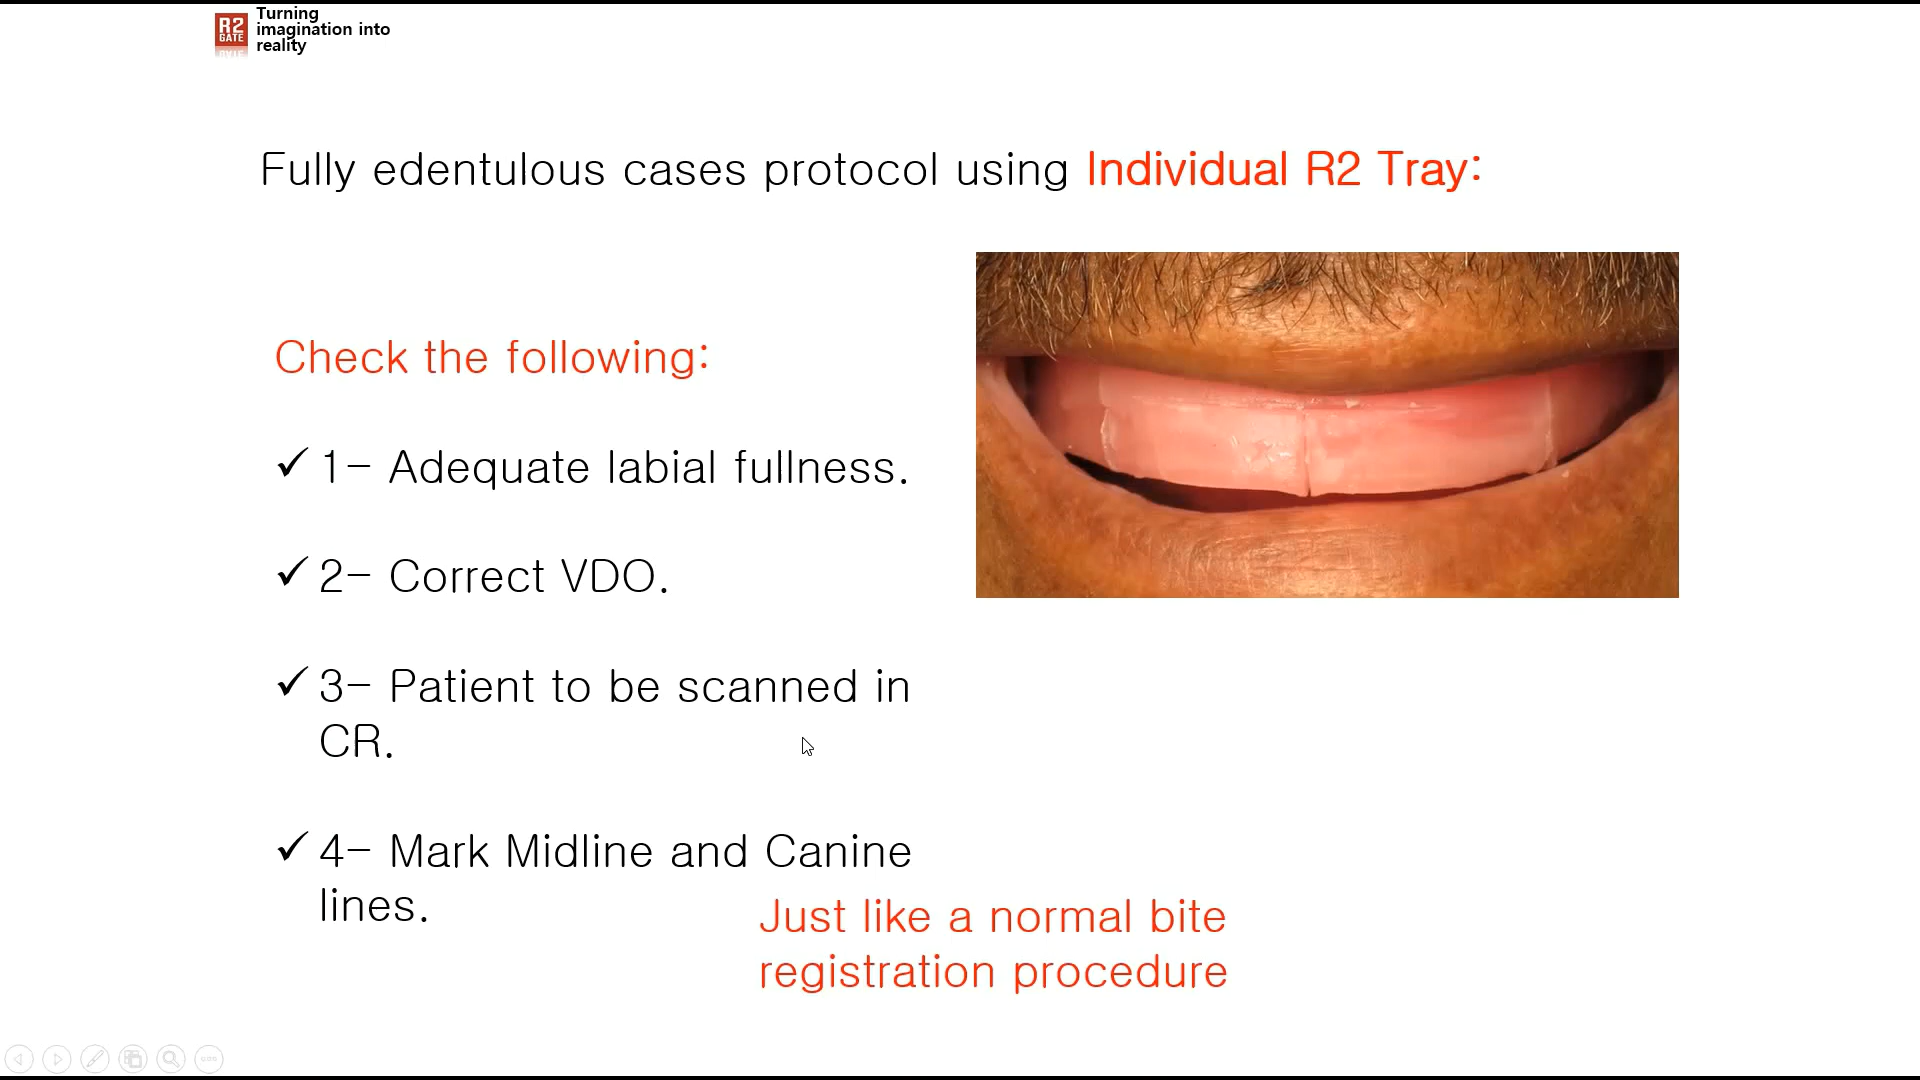 R2
GATE
Turning
imagination into
reality
Fully edentulous cases protocol using Individual R2 Tray:
Check the following:
✓ 1- Adequate labial fullness.
✓ 2- Correct VDO.
✓ 3- Patient to be scanned in
CR.
✓ 4- Mark Midline and Canine
lines.
Just like a normal bite
registration procedure